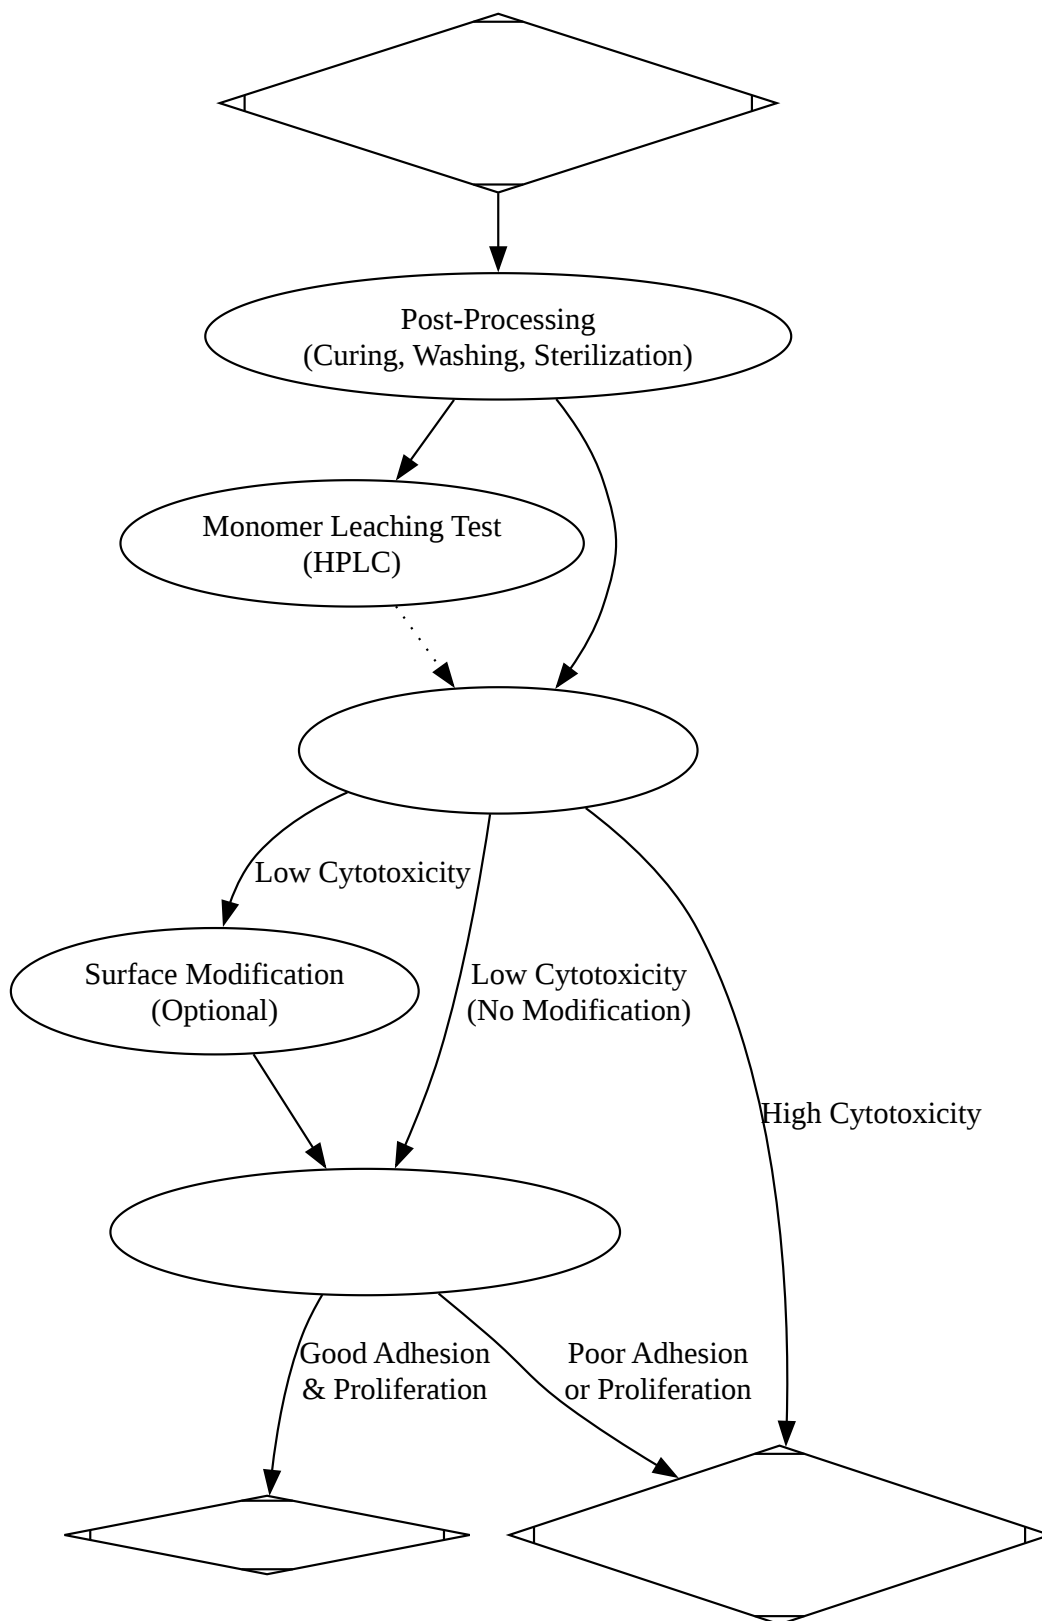 Post-Processing
(Curing, Washing, Sterilization)
Monomer Leaching Test
(HPLC)
Low Cytotoxicity
Surface Modification
(Optional)
Low Cytotoxicity
(No Modification)
High Cytotoxicity
Good Adhesion
& Proliferation
Poor Adhesion
or Proliferation